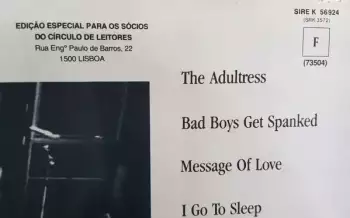 EDIÇÃO ESPECIAL PARA OS SÓCIOS
DO CÍRCULO DE LEITORES
Rua Engº Paulo de Barros, 22
1500 LISBOA
SIRE K 56924
(SRK 3572)
F
(73504)
The Adultress
Bad Boys Get Spanked
Message Of Love
I Go To Sleep